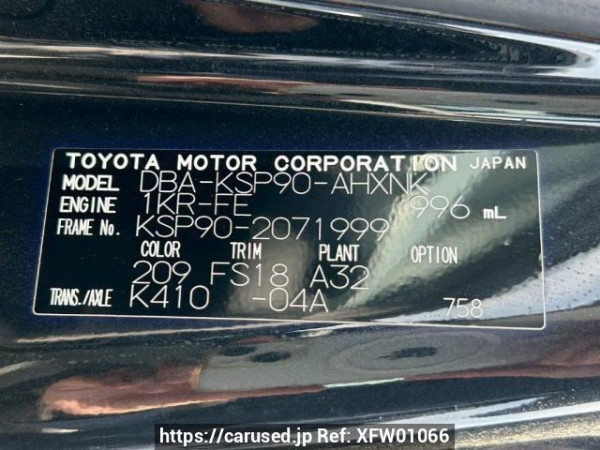 TOYOTA MOTOR CORPORATION JAPAN
MODEL DBA-KSP90-AHXNK
ENGINE 1KR-FE 996 mL
FRAME No. KSP90-2071999
COLOR TRIM PLANT OPTION
209 FS18 A32
TRANS./AXLE K410 -04A 758
https://carused.jp Ref: XFW01066